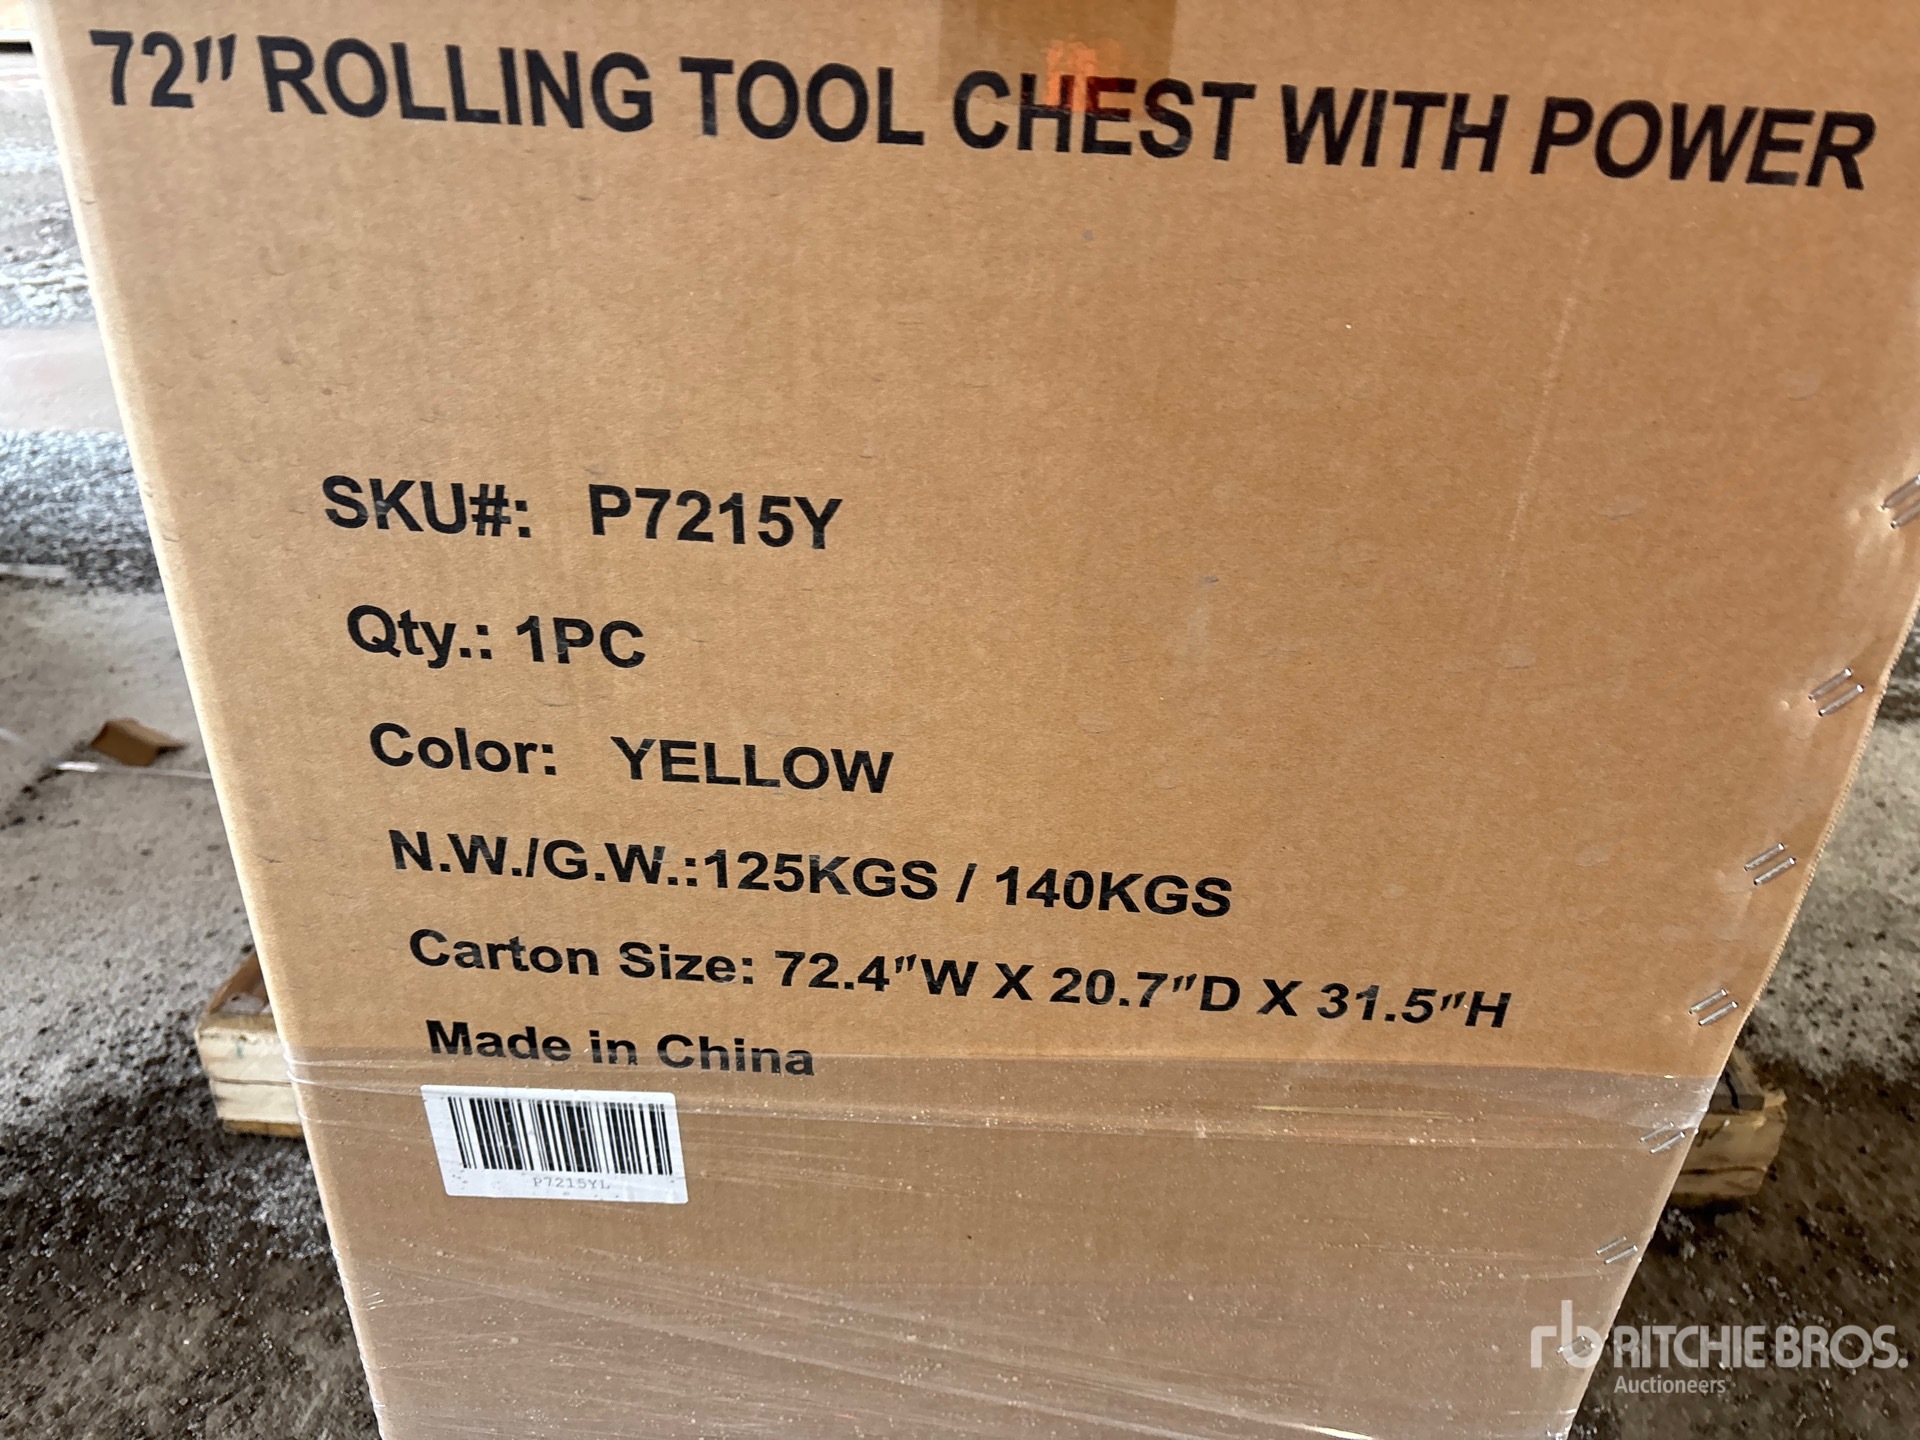 72" ROLLING TOOL CHEST WITH POWER
SKU#: P7215Y
Qty.: 1PC
Color: YELLOW
N.W./G.W.:125KGS / 140KGS
Carton Size: 72.4"W X 20.7"D X 31.5"H
Made in China
P7215YL
rb RITCHIE BROS.
Auctioneers